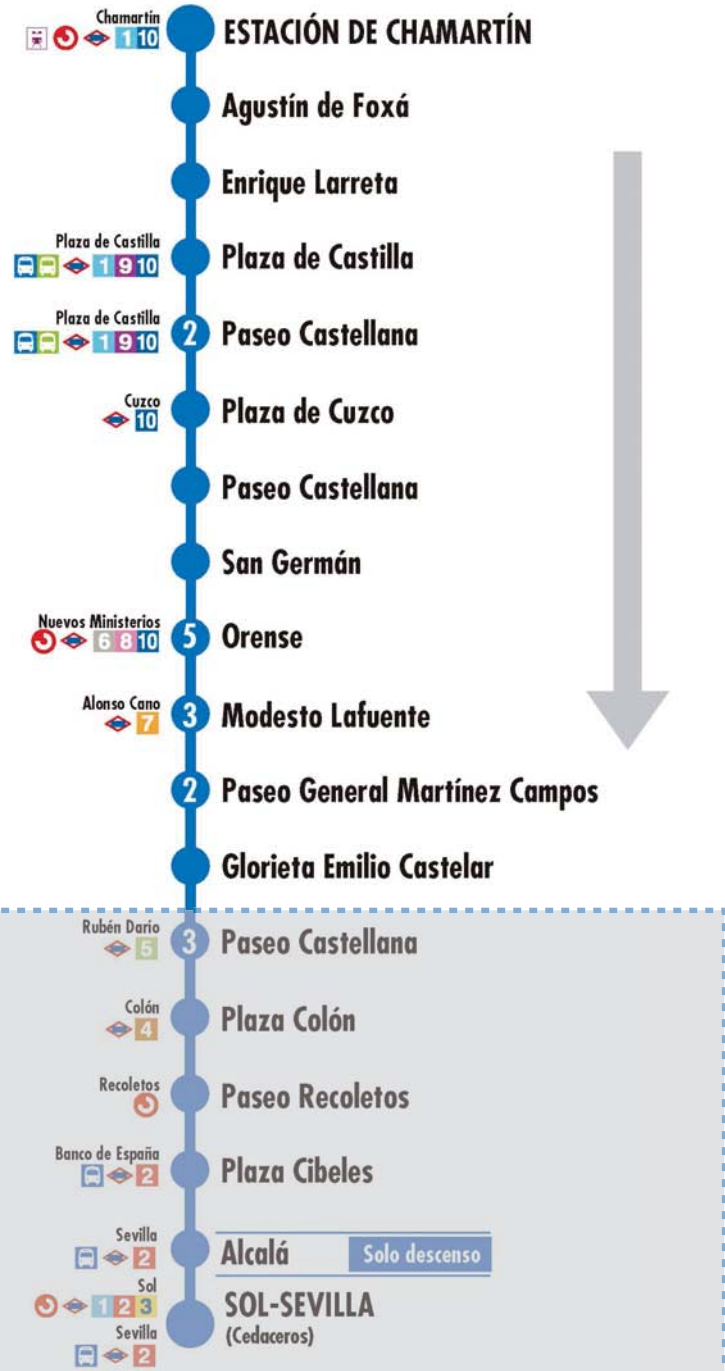 Chamartín
1 10
ESTACIÓN DE CHAMARTÍN
Agustín de Foxá
Enrique Larreta
Plaza de Castilla
1 9 10
Plaza de Castilla
Plaza de Castilla
1 9 10
2
Paseo Castellana
Cuzco
10
Plaza de Cuzco
Paseo Castellana
San Germán
Nuevos Ministerios
6 8 10
5
Orense
Alonso Cano
7
3
Modesto Lafuente
2
Paseo General Martínez Campos
Glorieta Emilio Castelar
Rubén Darío
5
3
Paseo Castellana
Colón
4
Plaza Colón
Recoletos
Paseo Recoletos
Banco de España
2
Plaza Cibeles
Sevilla
2
Alcalá
Solo descenso
Sol
1 2 3
Sevilla
2
SOL-SEVILLA
(Cedaceros)